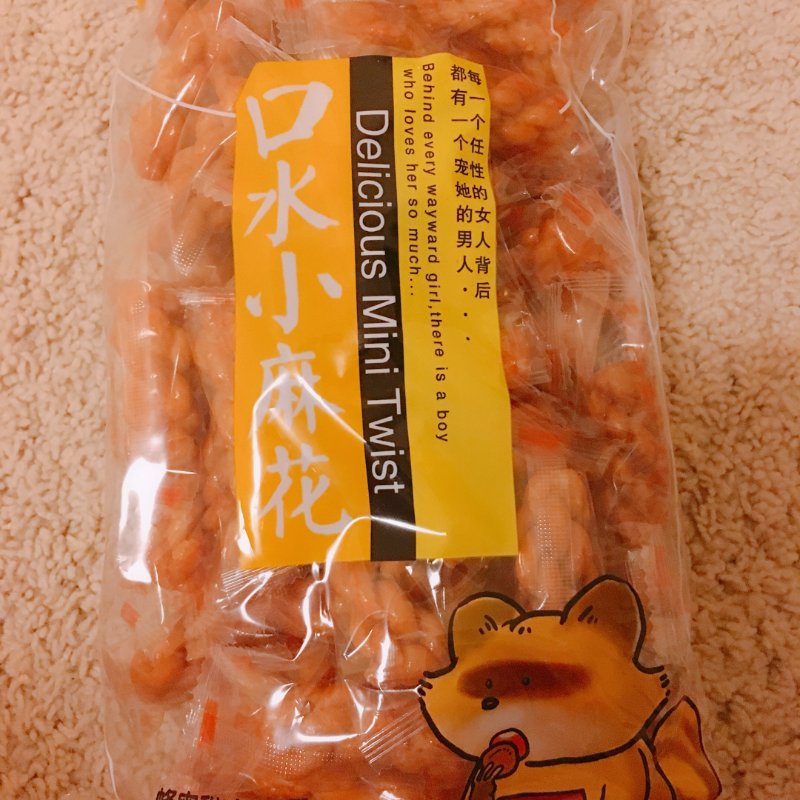 口水小麻花
Delicious Mini Twist
每一个任性的女人背后
都有一个宠她的男人···
Behind every wayward girl,there is a boy
who loves her so much...